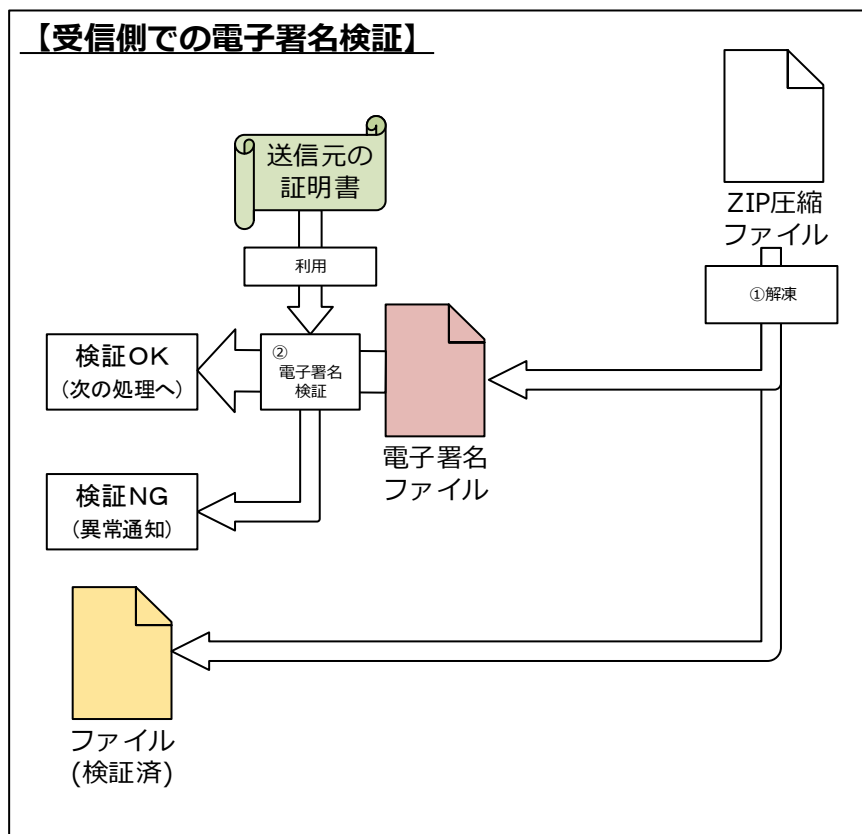 【受信側での電子署名検証】
送信元の
証明書
ZIP圧縮
ファイル
利用
①解凍
検証OK
(次の処理へ)
②
電子署名
検証
電子署名
ファイル
検証NG
(異常通知)
ファイル
(検証済)